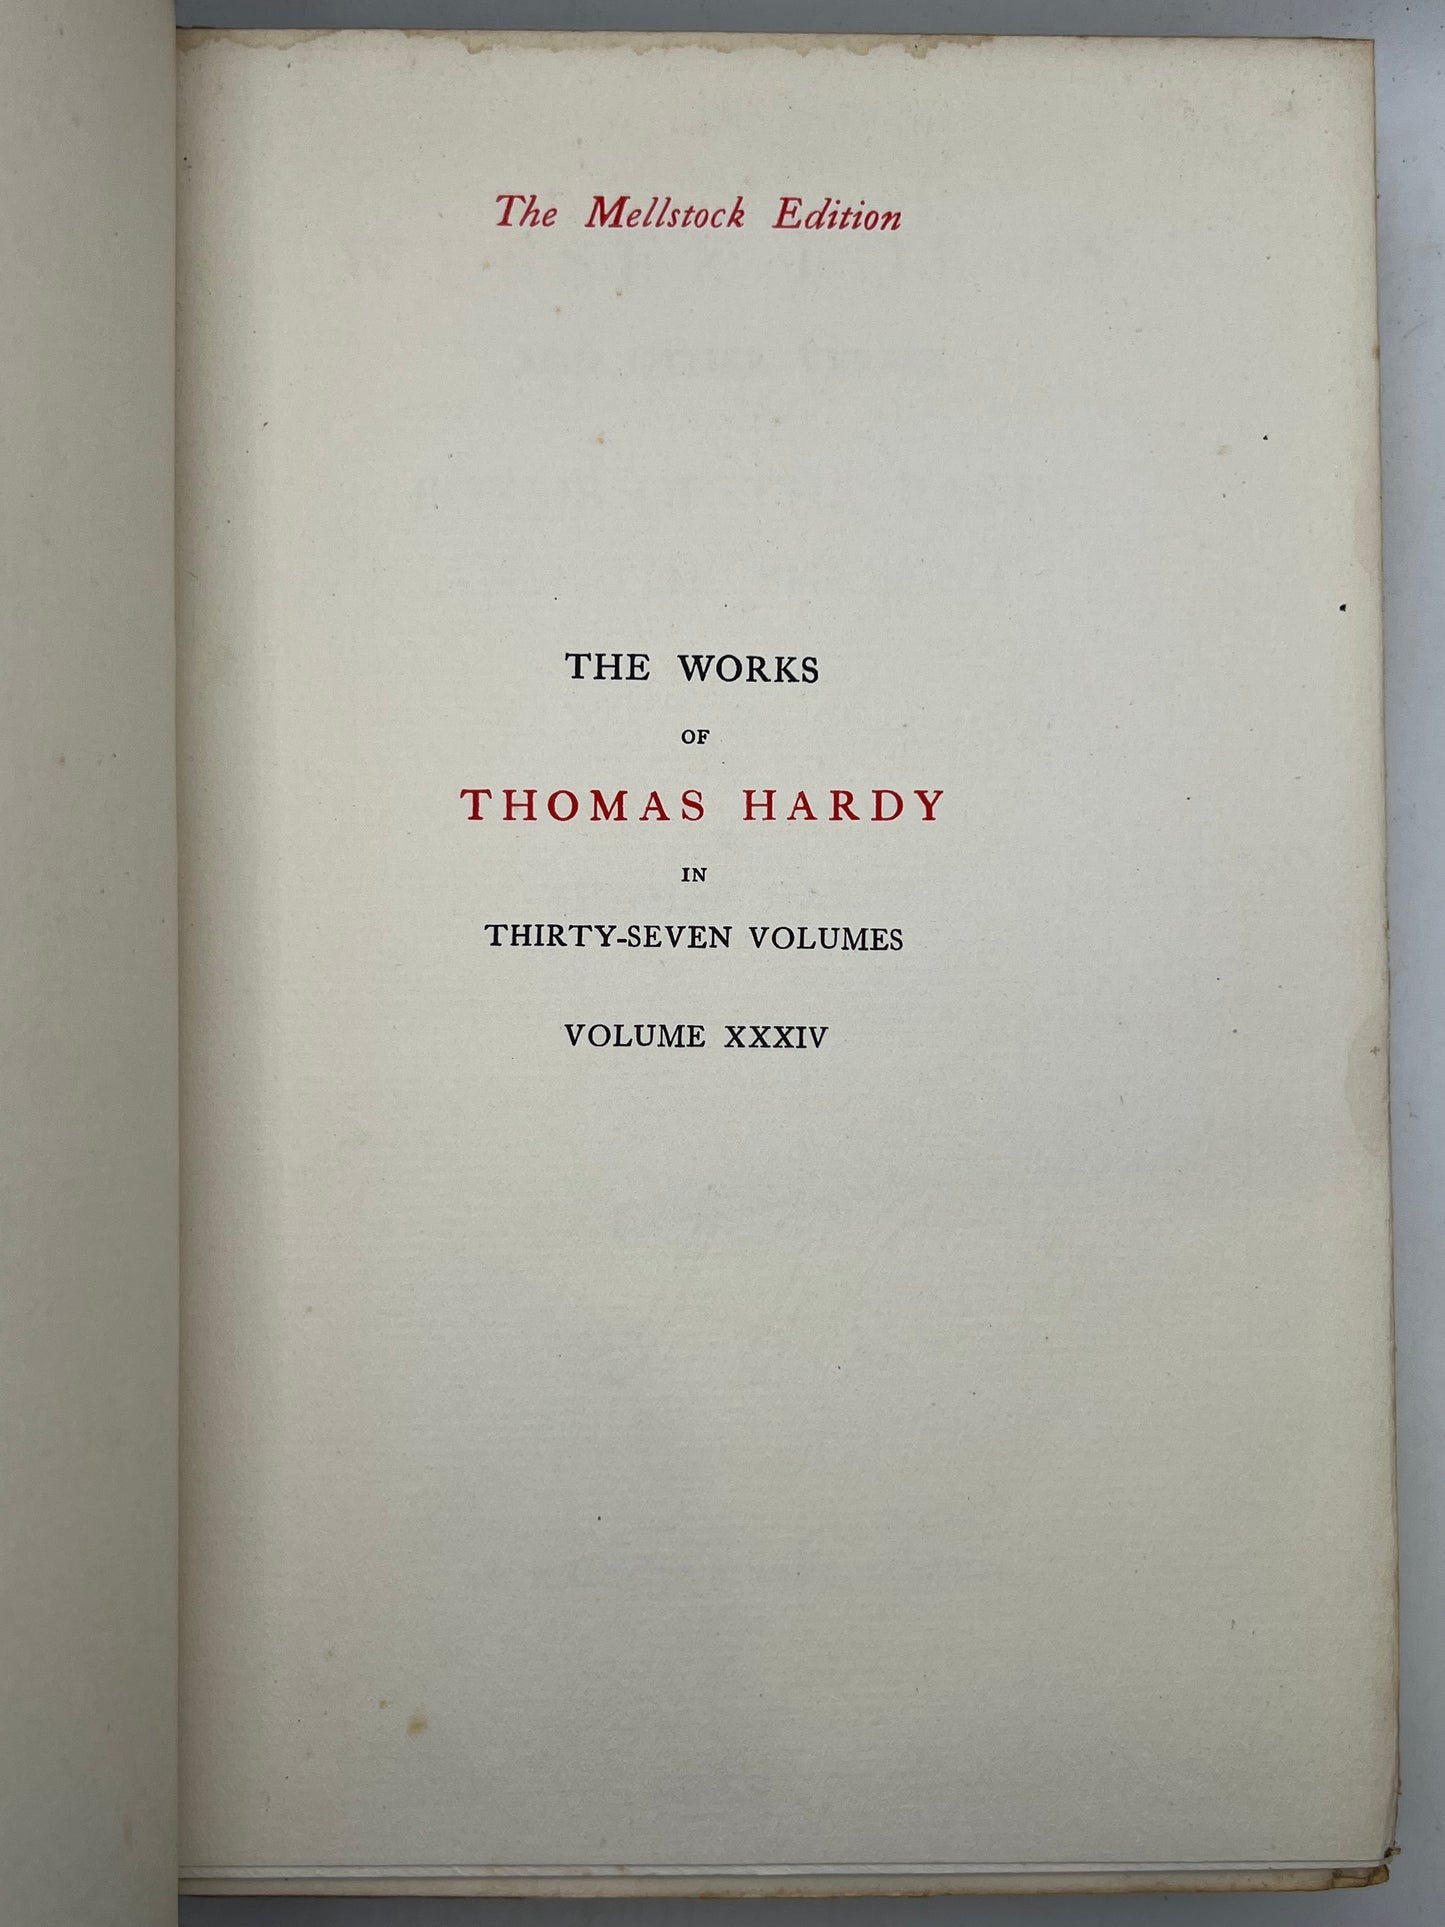 The Mellstock Edition
THE WORKS
OF
THOMAS HARDY
IN
THIRTY-SEVEN VOLUMES
VOLUME XXXIV